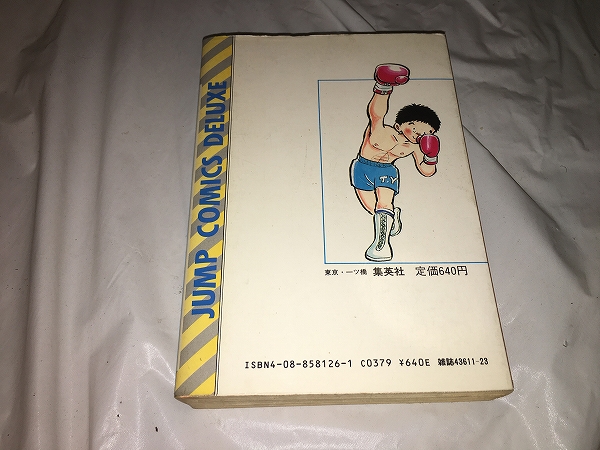 JUMP COMICS DELUXE
T.Y
東京・一ツ橋 集英社 定価640円
ISBN4-08-858126-1 C0379 ¥640E 雑誌43611-23